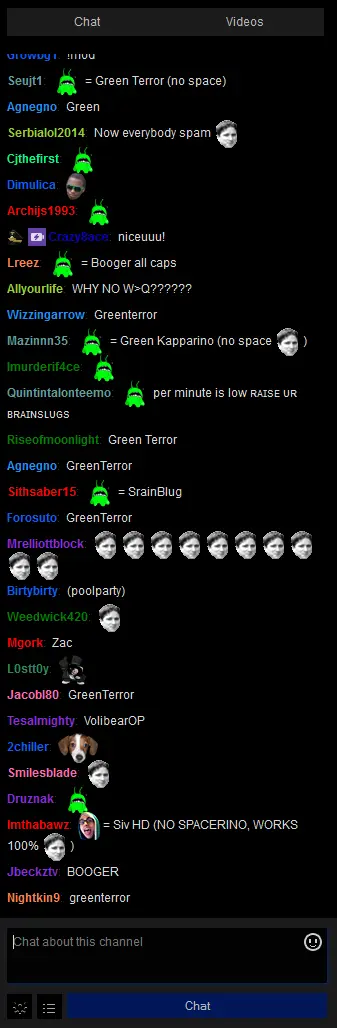 Chat Videos
Growbg1: !mod
Seujt1: = Green Terror (no space)
Agnegno: Green
Serbialol2014: Now everybody spam
Cjthefirst:
Dimulica:
Archijs1993:
Crazy8ace: niceuuu!
Lreez: = Booger all caps
Allyourlife: WHY NO W>Q??????
Wizzingarrow: Greenterror
Mazinnn35: = Green Kapparino (no space )
Imurderif4ce:
Quintintalonteemo: per minute is low ʀᴀɪsᴇ ᴜʀ
ʙʀᴀɪɴsʟᴜɢs
Riseofmoonlight: Green Terror
Agnegno: GreenTerror
Sithsaber15: = SrainBlug
Forosuto: GreenTerror
Mrelliottblock:
Birtybirty: (poolparty)
Weedwick420:
Mgork: Zac
L0stt0y:
Jacobl80: GreenTerror
Tesalmighty: VolibearOP
2chiller:
Smilesblade:
Druznak:
Imthabawz: = Siv HD (NO SPACERINO, WORKS
100% )
Jbeckztv: BOOGER
Nightkin9: greenterror
Chat about this channel
Chat